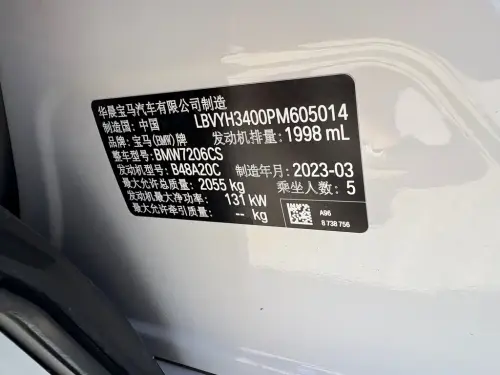 华晨宝马汽车有限公司制造
制造国：中国 LBVYH3400PM605014
品牌：宝马(BMW)牌 发动机排量：1998 mL
整车型号：BMW7206CS
发动机型号：B48A20C 制造年月：2023-03
最大允许总质量：2055 kg 乘坐人数：5
发动机最大净功率：131 kW
最大允许牵引质量：-- kg
A96
8 738 756